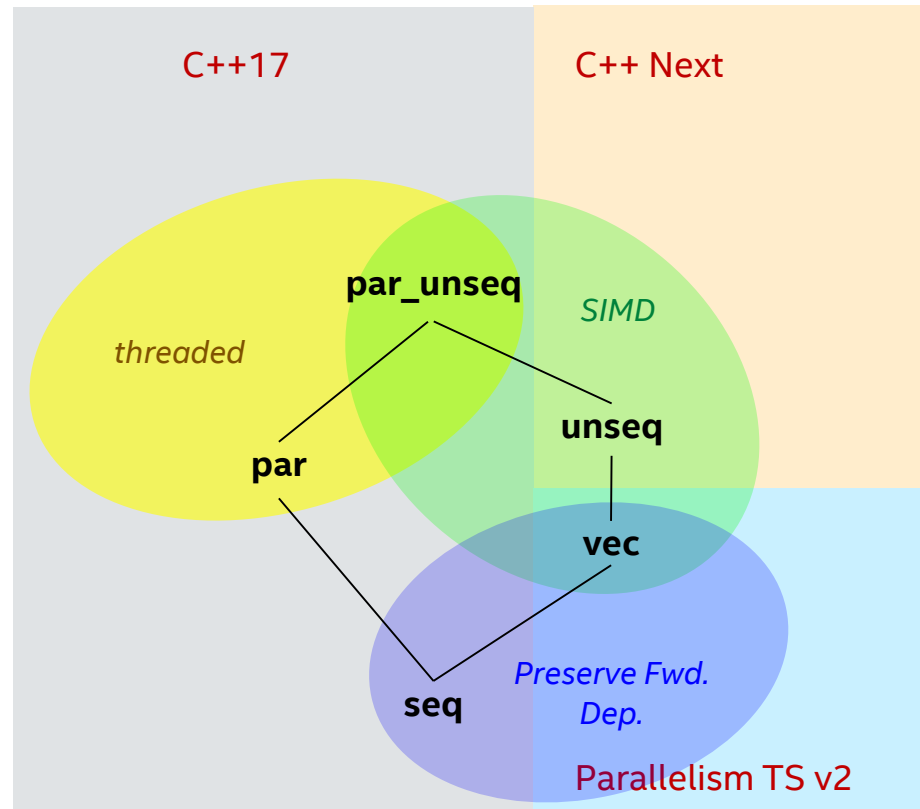 C++17
C++ Next
par_unseq
SIMD
threaded
unseq
par
vec
Preserve Fwd.
Dep.
seq
Parallelism TS v2